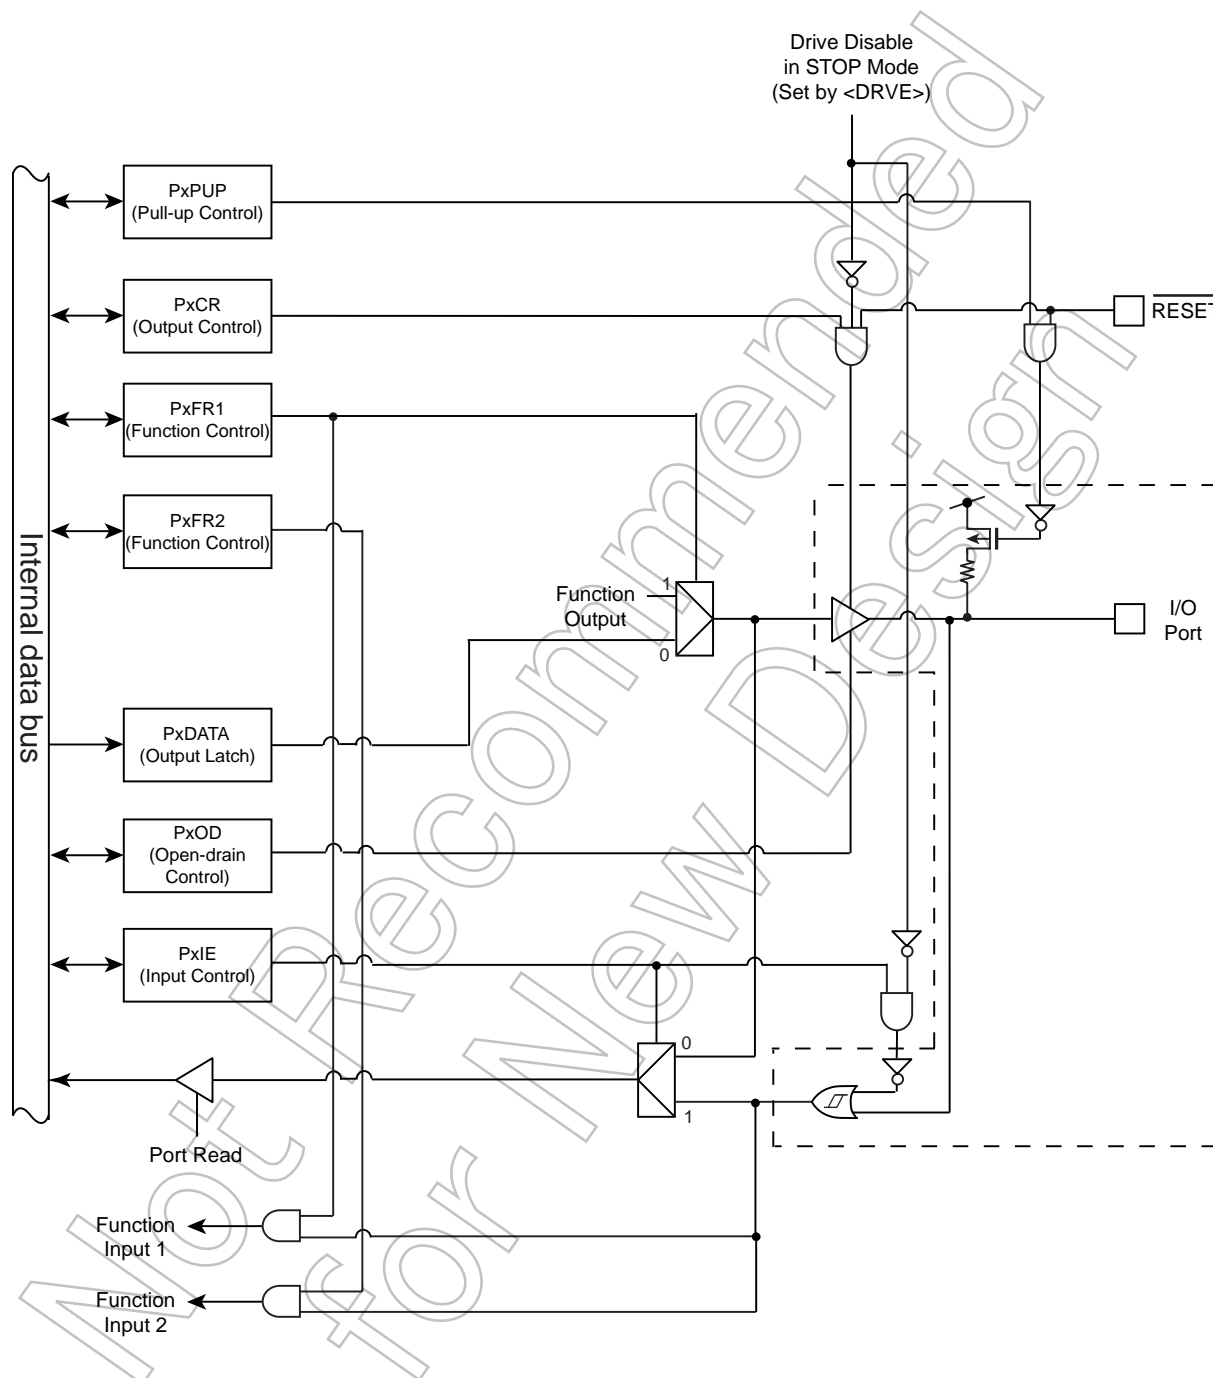 Drive Disable
in STOP Mode
(Set by <DRVE>)
PxPUP
(Pull-up Control)
PxCR
(Output Control)
RESET
PxFR1
(Function Control)
PxFR2
(Function Control)
Internal data bus
Function
Output
1
0
I/O
Port
PxDATA
(Output Latch)
PxOD
(Open-drain
Control)
PxIE
(Input Control)
0
1
Port Read
Function
Input 1
Function
Input 2
Not Recommended
for New Design